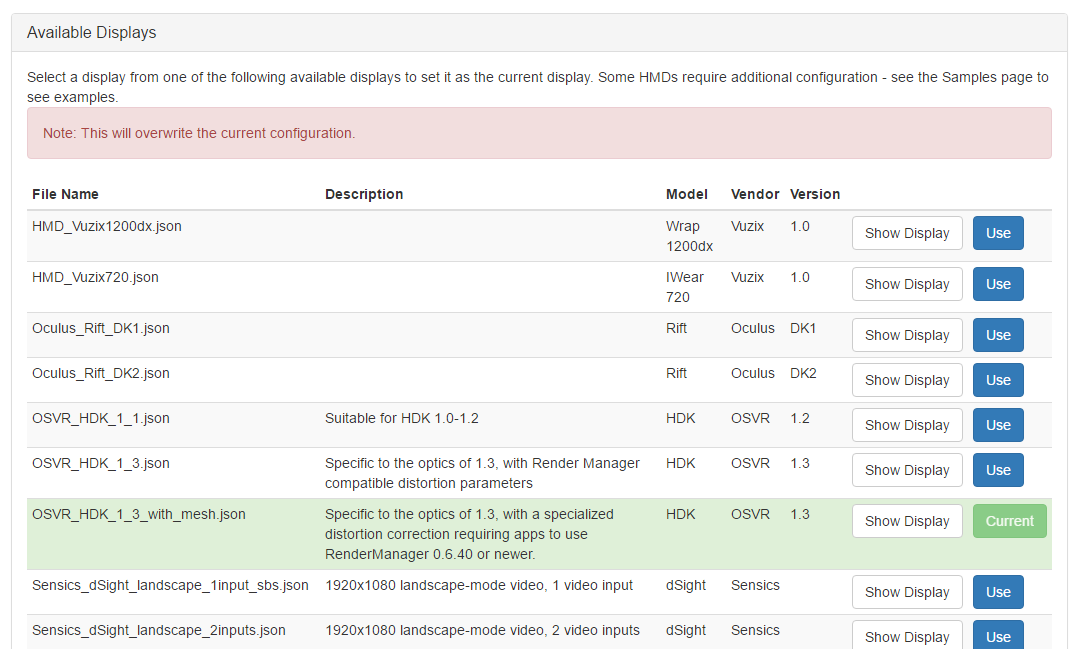 Available Displays
Select a display from one of the following available displays to set it as the current display. Some HMDs require additional configuration - see the Samples page to
see examples.
Note: This will overwrite the current configuration.
File Name Description Model Vendor Version
HMD_Vuzix1200dx.json Wrap Vuzix 1.0 Show Display Use
1200dx
HMD_Vuzix720.json IWear Vuzix 1.0 Show Display Use
720
Oculus_Rift_DK1.json Rift Oculus DK1 Show Display Use
Oculus_Rift_DK2.json Rift Oculus DK2 Show Display Use
OSVR_HDK_1_1.json Suitable for HDK 1.0-1.2 HDK OSVR 1.2 Show Display Use
OSVR_HDK_1_3.json Specific to the optics of 1.3, with Render Manager HDK OSVR 1.3 Show Display Use
compatible distortion parameters
OSVR_HDK_1_3_with_mesh.json Specific to the optics of 1.3, with a specialized HDK OSVR 1.3 Show Display Current
distortion correction requiring apps to use
RenderManager 0.6.40 or newer.
Sensics_dSight_landscape_1input_sbs.json 1920x1080 landscape-mode video, 1 video input dSight Sensics Show Display Use
Sensics_dSight_landscape_2inputs.json 1920x1080 landscape-mode video, 2 video inputs dSight Sensics Show Display Use